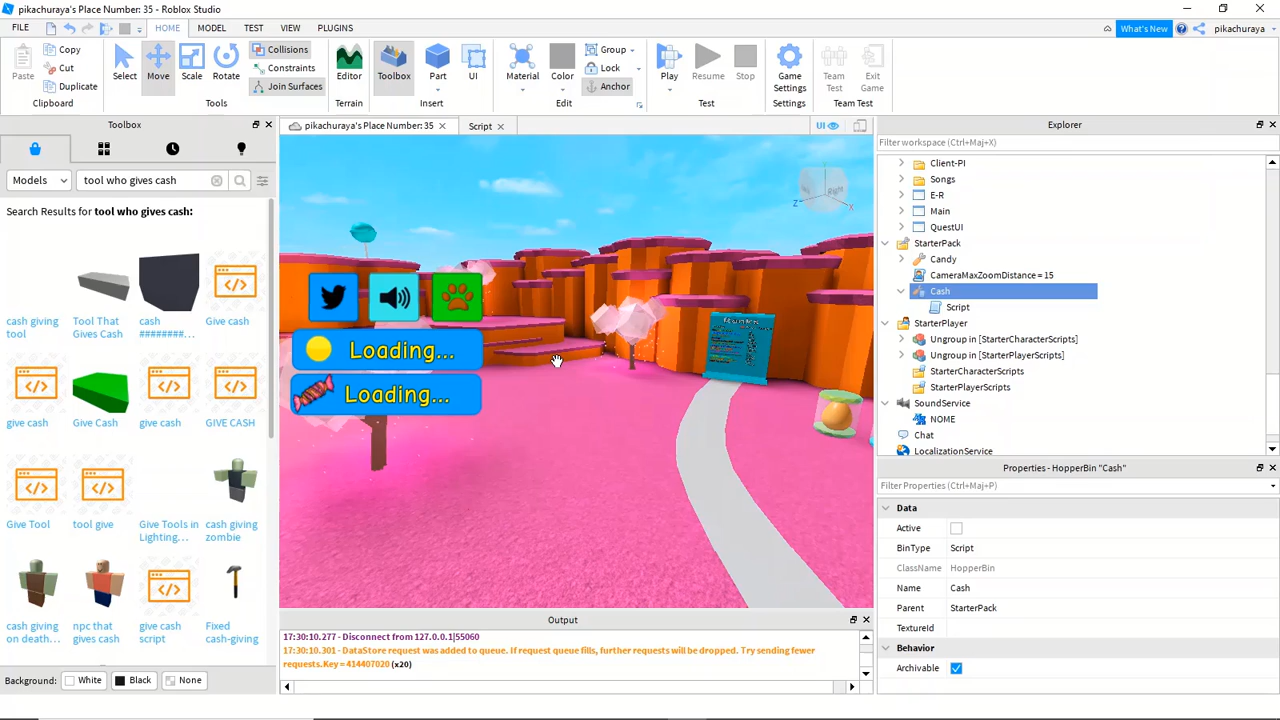 pikachuraya's Place Number: 35 - Roblox Studio
FILE HOME MODEL TEST VIEW PLUGINS What's New pikachuraya
Paste Copy Cut Duplicate Clipboard
Select Move Scale Rotate Tools
Collisions
Constraints
Join Surfaces
Editor Terrain
Toolbox Part UI Insert
Material Color Group Lock Anchor Edit
Play Resume Stop Test
Game Settings Settings
Team Test Exit Game Team Test
Toolbox
Models tool who gives cash
Search Results for tool who gives cash:
cash giving tool
Tool That Gives Cash
cash ########...
Give cash
give cash
Give Cash
give cash
GIVE CASH
Give Tool
tool give
Give Tools in Lighting...
cash giving zombie
cash giving on death...
npc that gives cash
give cash script
Fixed cash-giving
Background: White Black None
pikachuraya's Place Number: 35 Script UI
Left Right
Z X
Loading...
Loading...
Output
17:30:10.277 - Disconnect from 127.0.0.1|55060
17:30:10.301 - DataStore request was added to queue. If request queue fills, further requests will be dropped. Try sending fewer
requests.Key = 414407020 (x20)
Explorer
Filter workspace (Ctrl+Maj+X)
Client-PI
Songs
E-R
Main
QuestUI
StarterPack
Candy
CameraMaxZoomDistance = 15
Cash
Script
StarterPlayer
Ungroup in [StarterCharacterScripts]
Ungroup in [StarterPlayerScripts]
StarterCharacterScripts
StarterPlayerScripts
SoundService
NOME
Chat
LocalizationService
Properties - HopperBin "Cash"
Filter Properties (Ctrl+Maj+P)
Data
Active
BinType Script
ClassName HopperBin
Name Cash
Parent StarterPack
TextureId
Behavior
Archivable